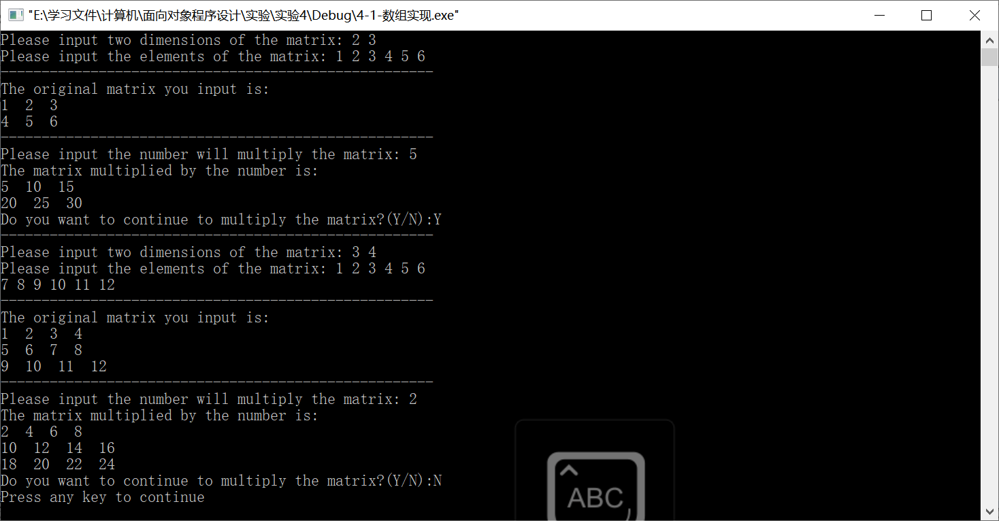 "E:\学习文件\计算机\面向对象程序设计\实验\实验4\Debug\4-1-数组实现.exe"
Please input two dimensions of the matrix: 2 3
Please input the elements of the matrix: 1 2 3 4 5 6
-----------------------------------------------------
The original matrix you input is:
1  2  3
4  5  6
-----------------------------------------------------
Please input the number will multiply the matrix: 5
The matrix multiplied by the number is:
5  10  15
20  25  30
Do you want to continue to multiply the matrix?(Y/N):Y
-----------------------------------------------------
Please input two dimensions of the matrix: 3 4
Please input the elements of the matrix: 1 2 3 4 5 6
7 8 9 10 11 12
-----------------------------------------------------
The original matrix you input is:
1  2  3  4
5  6  7  8
9  10  11  12
-----------------------------------------------------
Please input the number will multiply the matrix: 2
The matrix multiplied by the number is:
2  4  6  8
10  12  14  16
18  20  22  24
Do you want to continue to multiply the matrix?(Y/N):N
Press any key to continue
ABC